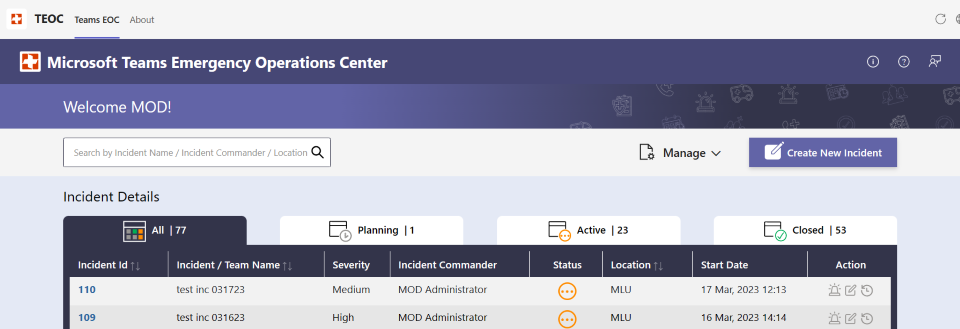 TEOC Teams EOC About
Microsoft Teams Emergency Operations Center
Welcome MOD!
Search by Incident Name / Incident Commander / Location Manage Create New Incident
Incident Details
All | 77 Planning | 1 Active | 23 Closed | 53
Incident Id Incident / Team Name Severity Incident Commander Status Location Start Date Action
110 test inc 031723 Medium MOD Administrator MLU 17 Mar, 2023 12:13
109 test inc 031623 High MOD Administrator MLU 16 Mar, 2023 14:14